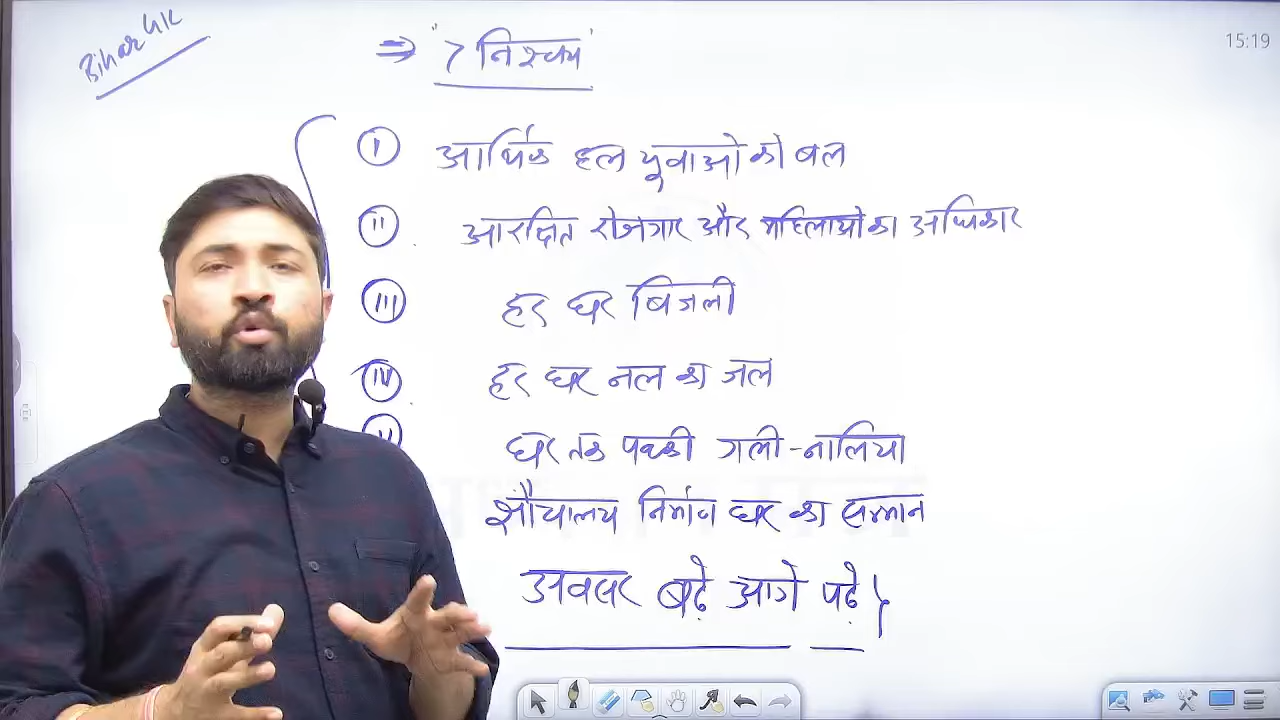 Bihar GK
⇒ "7 निश्चय"
15:19
I आर्थिक हल युवाओ को बल
II आरक्षित रोजगार और महिलाओ का अधिकार
III हर घर बिजली
IV हर घर नल का जल
घर तक पक्की गली-नालिया
शौचालय निर्माण घर का सम्मान
अवसर बढ़े आगे पढ़े